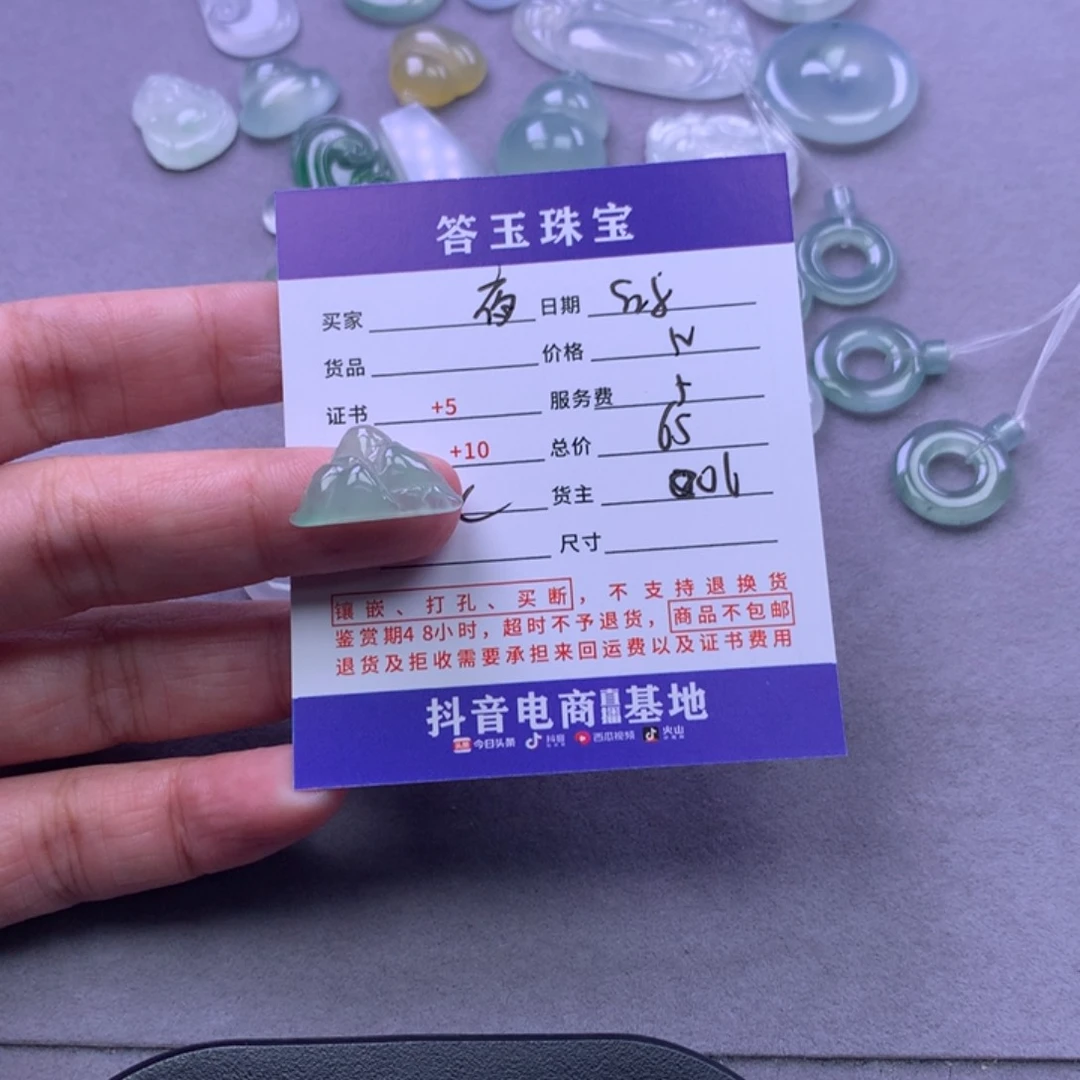 答玉珠宝
买家 夜 日期
货品 价格
证书 +5 服务费
+10 总价 65
货主 001
尺寸
镶嵌、打孔、买断，不支持退换货
鉴赏期48小时，超时不予退货，商品不包邮
退货及拒收需要承担来回运费以及证书费用
抖音电商直播基地
头条 今日头条 抖音 西瓜视频 火山